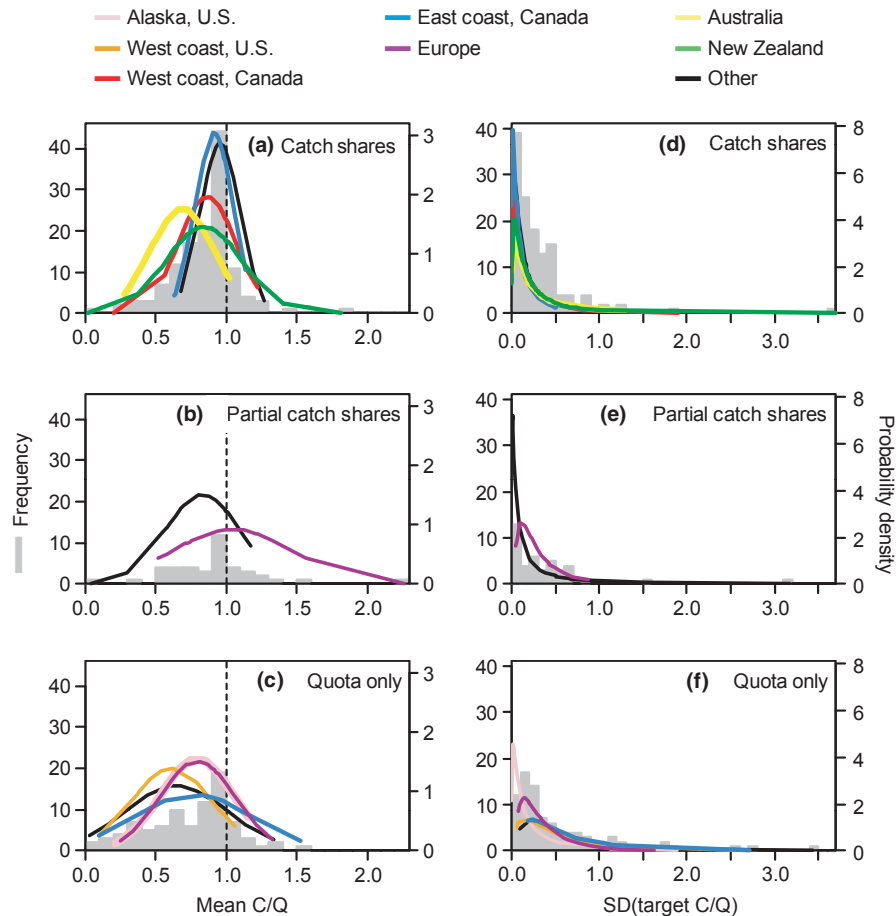 Alaska, U.S.
West coast, U.S.
West coast, Canada
East coast, Canada
Europe
Australia
New Zealand
Other
(a) Catch shares
40
30
20
10
0
3
2
1
0
0.0 0.5 1.0 1.5 2.0
(d) Catch shares
40
30
20
10
0
8
6
4
2
0
0.0 1.0 2.0 3.0
(b) Partial catch shares
40
30
20
10
0
3
2
1
0
0.0 0.5 1.0 1.5 2.0
(e) Partial catch shares
40
30
20
10
0
8
6
4
2
0
0.0 1.0 2.0 3.0
(c) Quota only
40
30
20
10
0
3
2
1
0
0.0 0.5 1.0 1.5 2.0
(f) Quota only
40
30
20
10
0
8
6
4
2
0
0.0 1.0 2.0 3.0
Frequency
Probability density
Mean C/Q
SD(target C/Q)